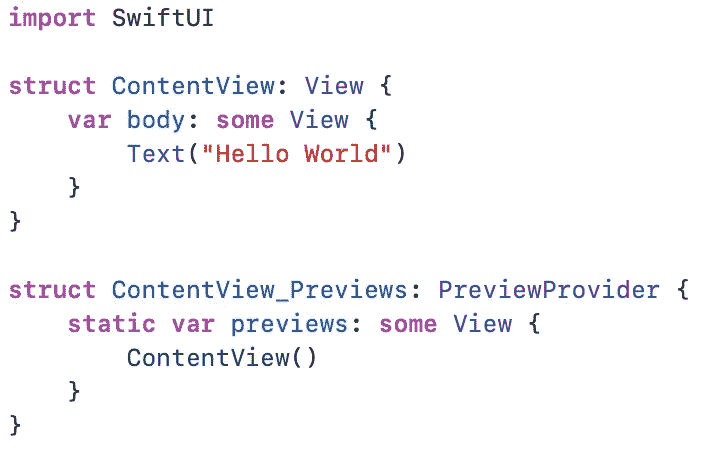 import SwiftUI
struct ContentView: View {
    var body: some View {
        Text("Hello World")
    }
}
struct ContentView_Previews: PreviewProvider {
    static var previews: some View {
        ContentView()
    }
}